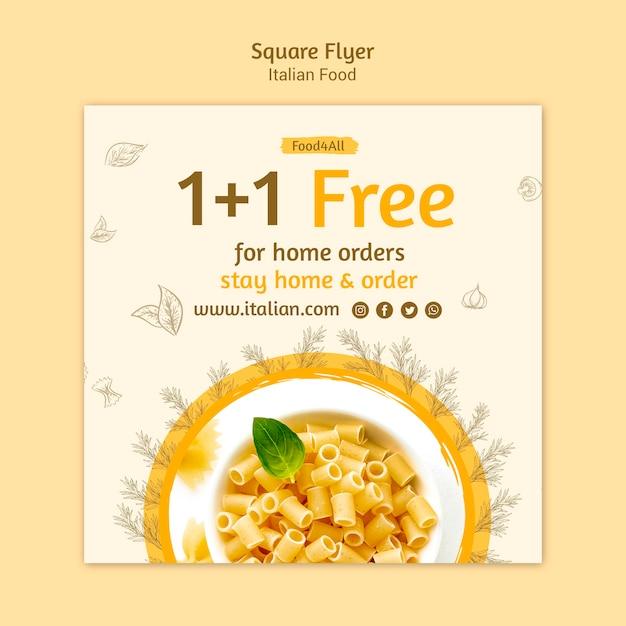 Square Flyer
Italian Food
Food4All
1+1 Free
for home orders
stay home & order
www.italian.com